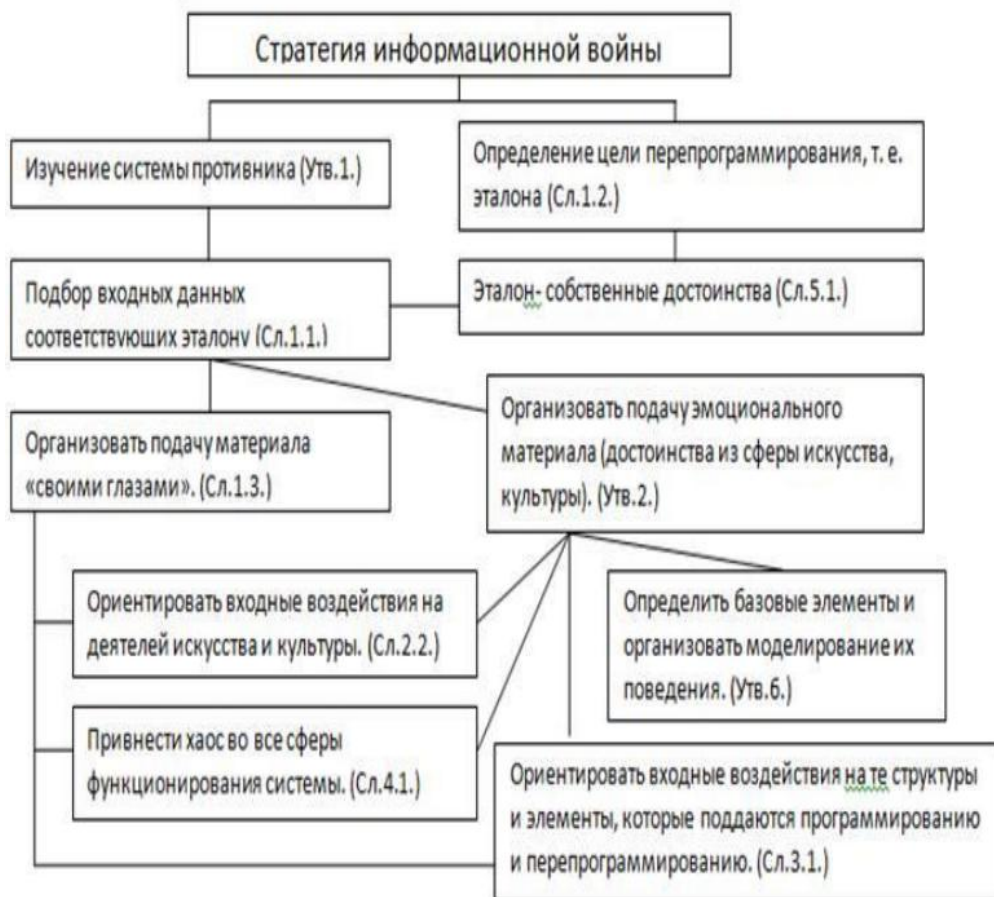 Стратегия информационной войны
Изучение системы противника (Утв.1.)
Определение цели перепрограммирования, т. е.
эталона (Сл.1.2.)
Подбор входных данных
соответствующих эталону (Сл.1.1.)
Эталон- собственные достоинства (Сл.5.1.)
Организовать подачу материала
«своими глазами». (Сл.1.3.)
Организовать подачу эмоционального
материала (достоинства из сферы искусства,
культуры). (Утв.2.)
Ориентировать входные воздействия на
деятелей искусства и культуры. (Сл.2.2.)
Определить базовые элементы и
организовать моделирование их
поведения. (Утв.6.)
Привнести хаос во все сферы
функционирования системы. (Сл.4.1.)
Ориентировать входные воздействия на те структуры
и элементы, которые поддаются программированию
и перепрограммированию. (Сл.3.1.)